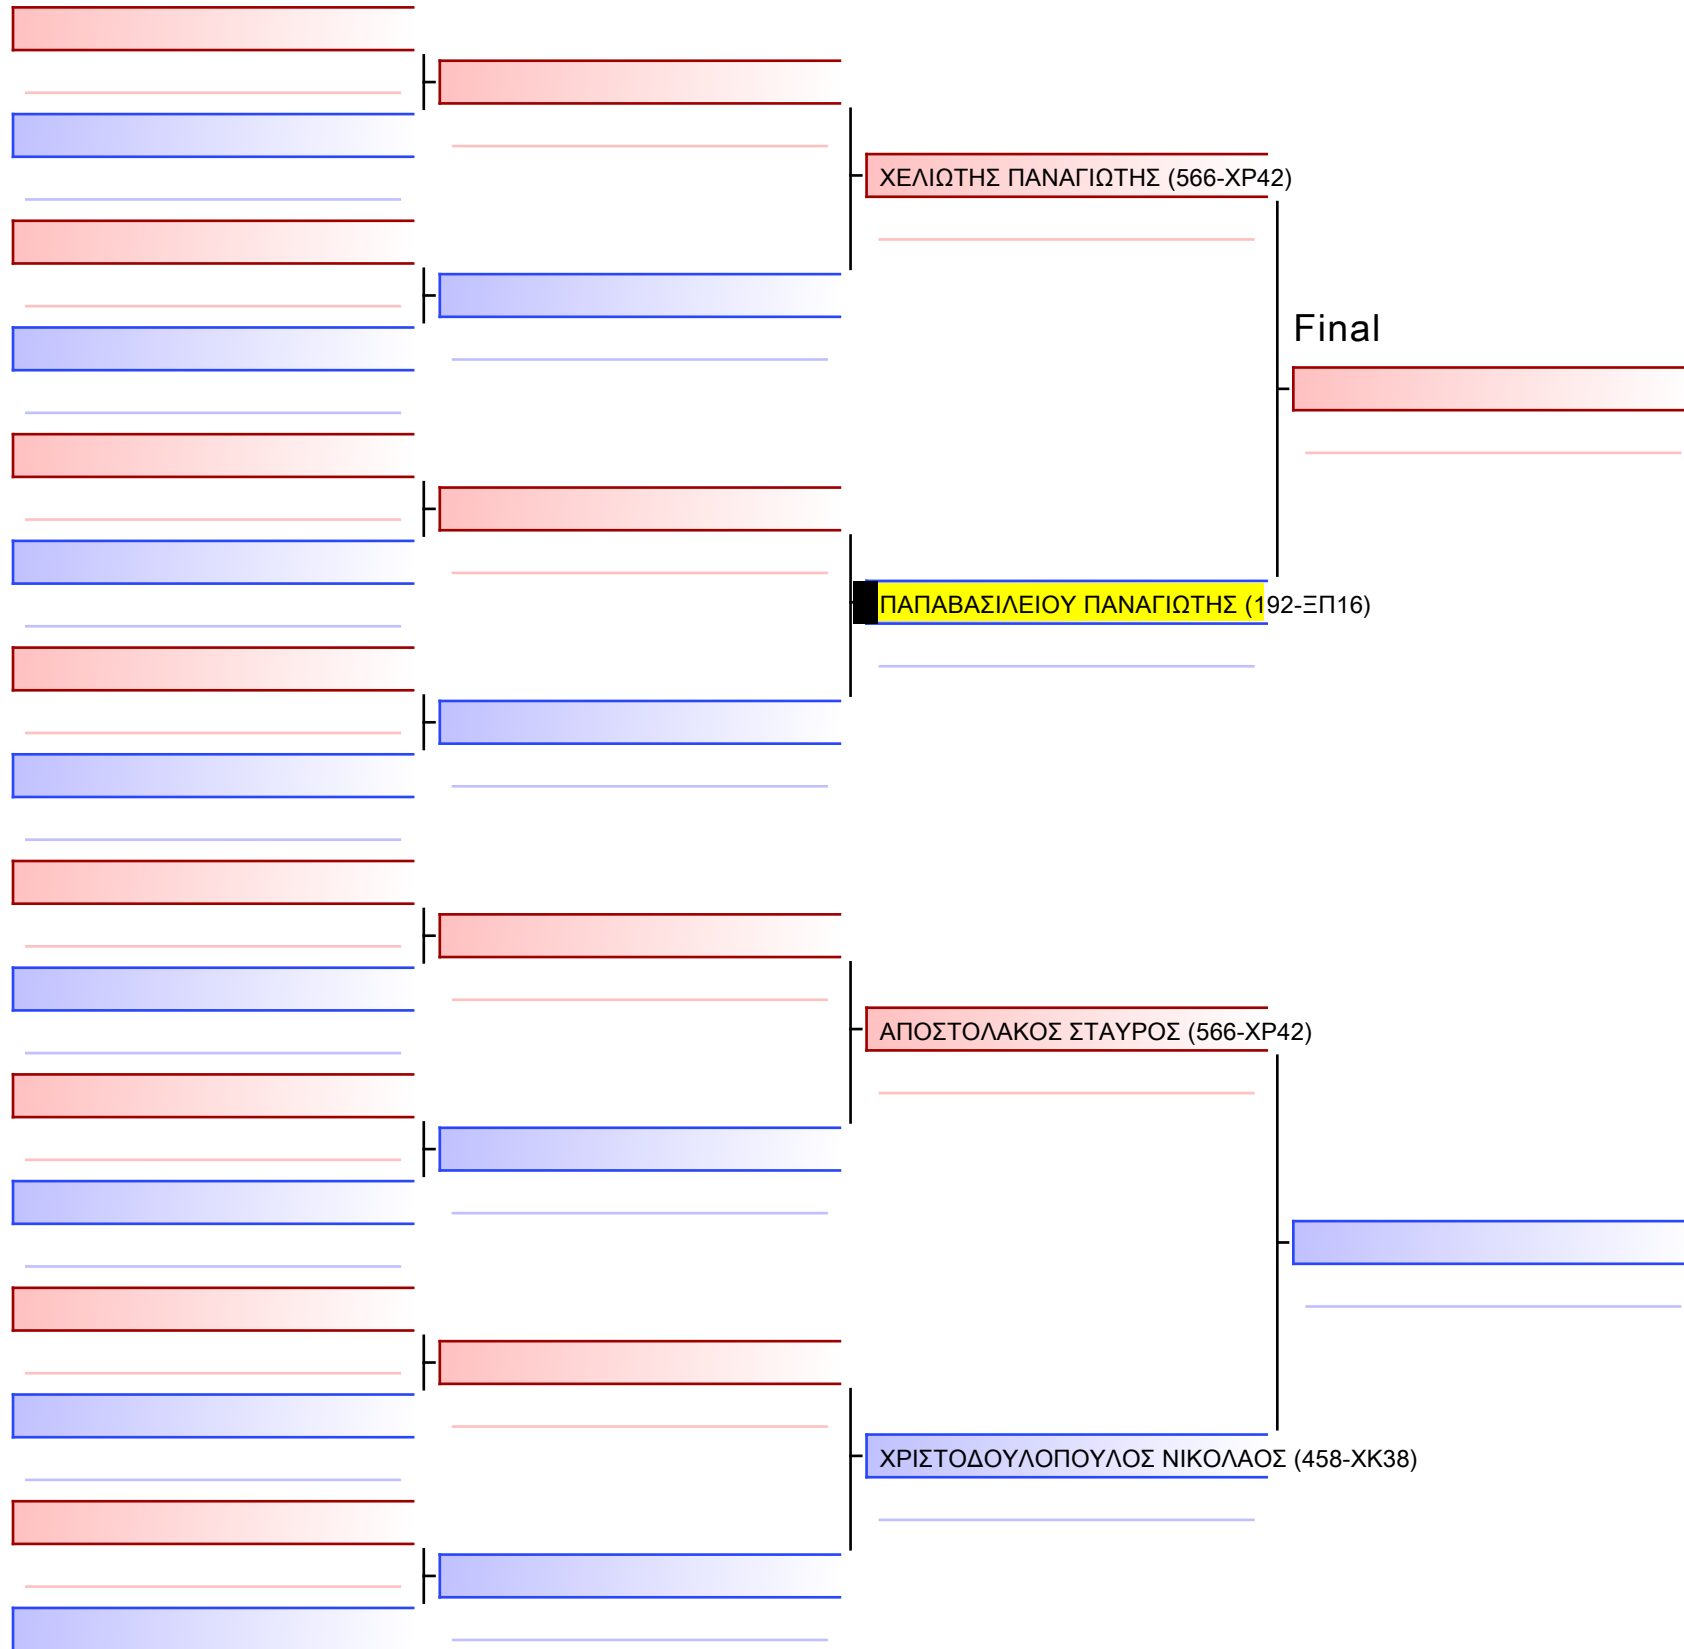 ΧΕΛΙΩΤΗΣ ΠΑΝΑΓΙΩΤΗΣ (566-ΧΡ42)
Final
ΠΑΠΑΒΑΣΙΛΕΙΟΥ ΠΑΝΑΓΙΩΤΗΣ (192-ΞΠ16)
ΑΠΟΣΤΟΛΑΚΟΣ ΣΤΑΥΡΟΣ (566-ΧΡ42)
ΧΡΙΣΤΟΔΟΥΛΟΠΟΥΛΟΣ ΝΙΚΟΛΑΟΣ (458-ΧΚ38)